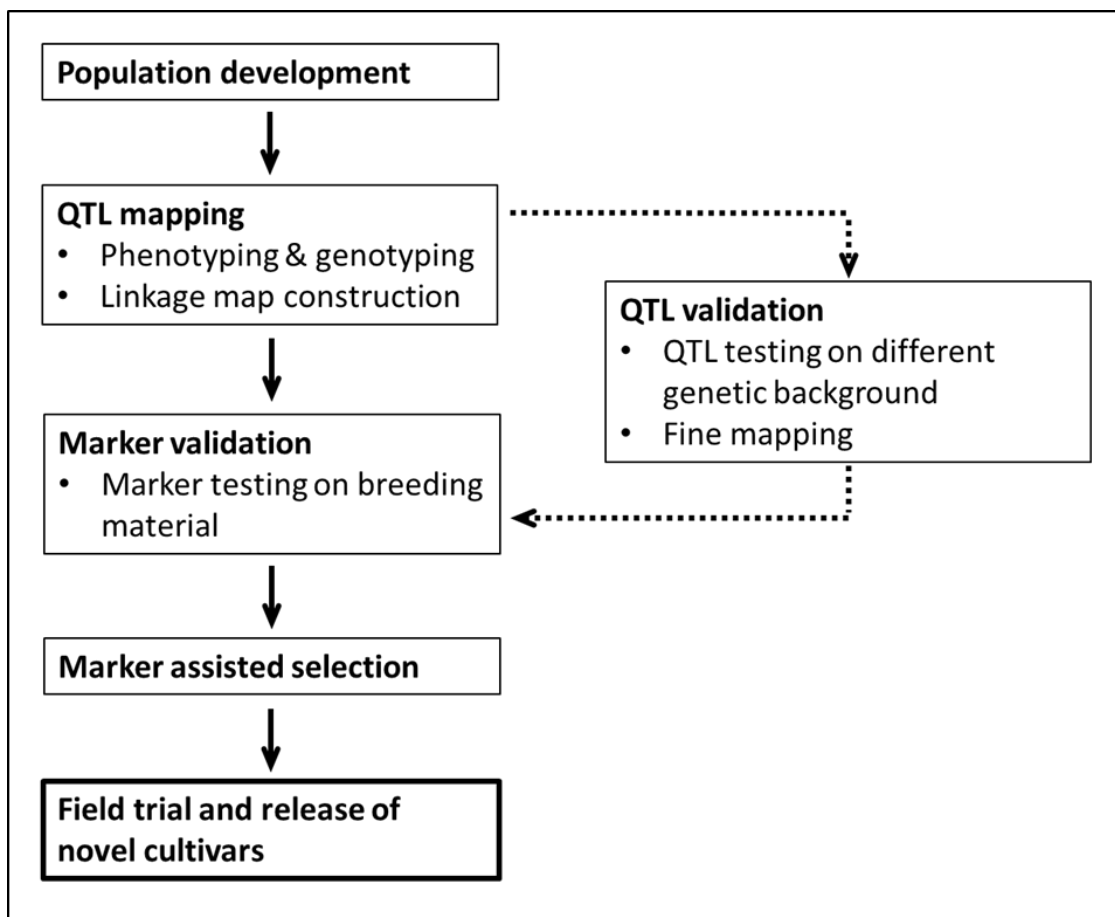 Population development
QTL mapping
• Phenotyping & genotyping
• Linkage map construction
QTL validation
• QTL testing on different
genetic background
• Fine mapping
Marker validation
• Marker testing on breeding
material
Marker assisted selection
Field trial and release of
novel cultivars